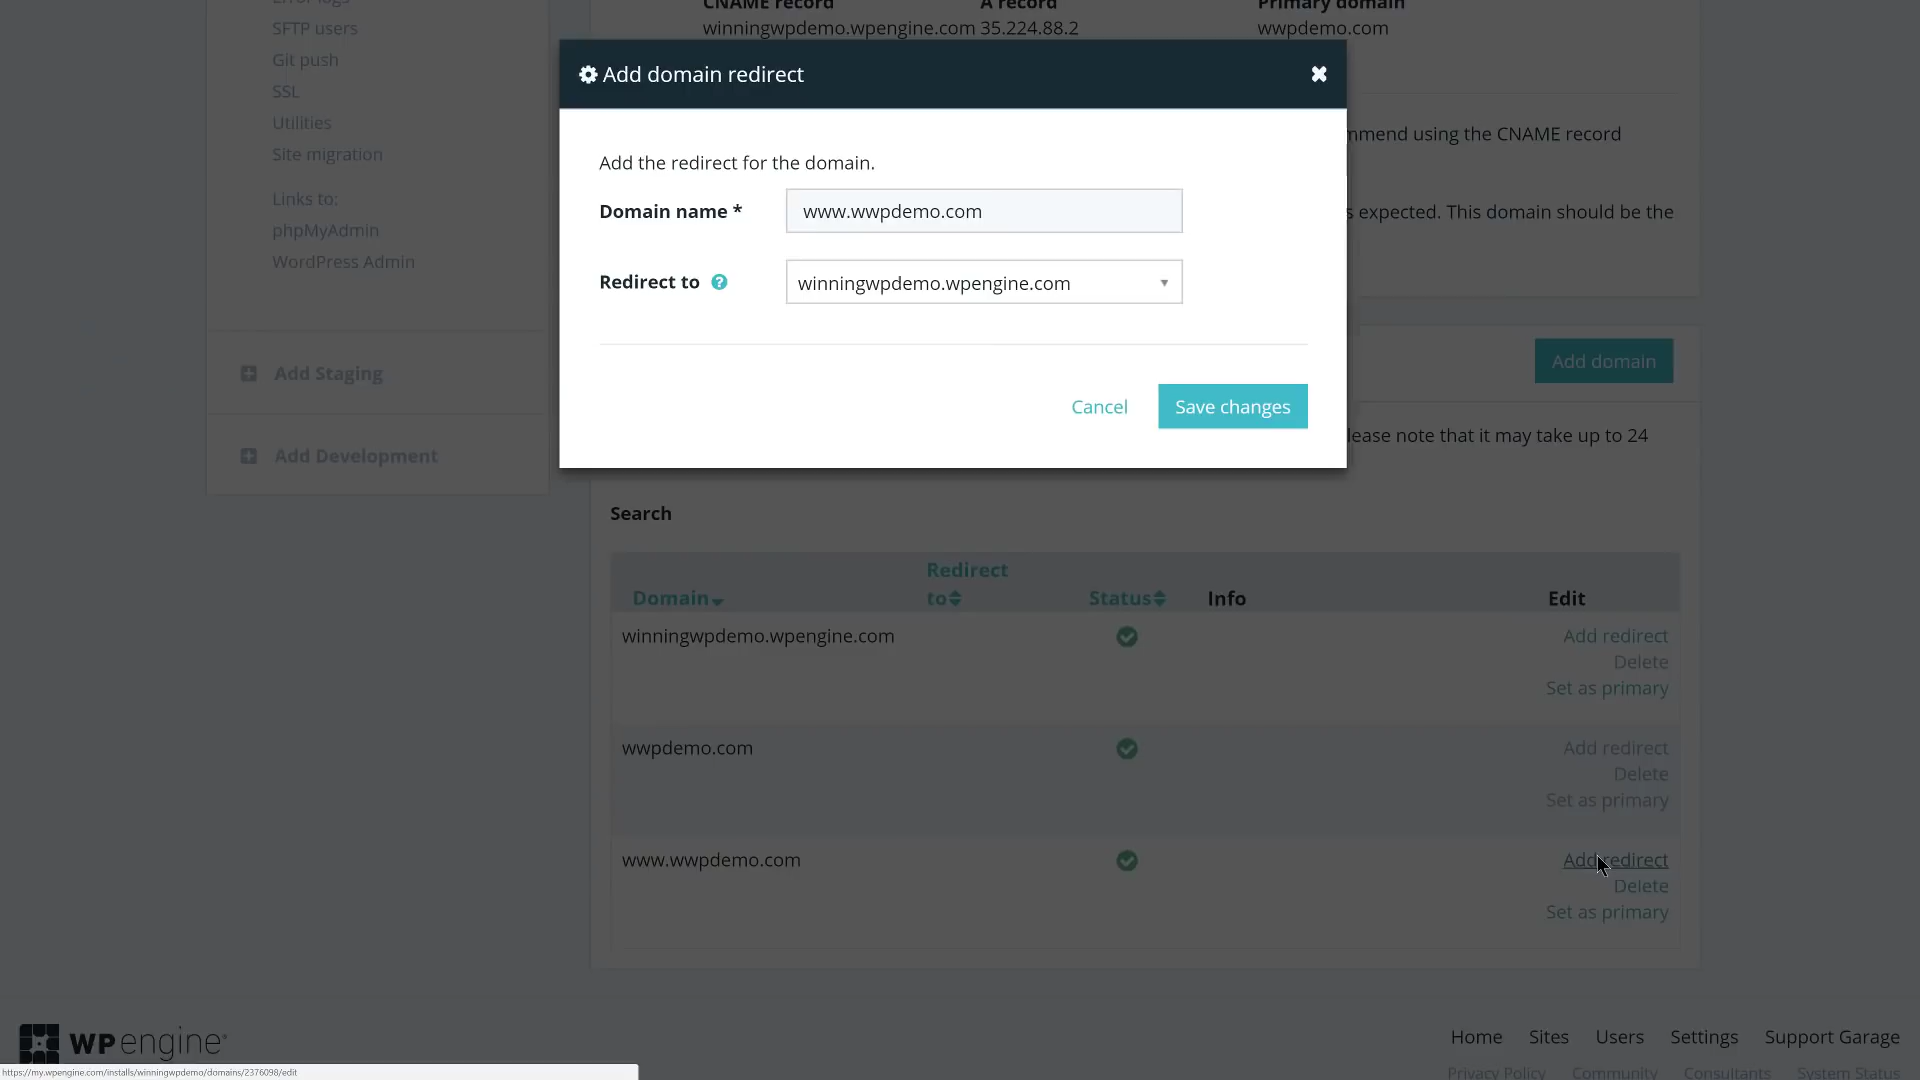 Error logs
SFTP users
Git push
SSL
Utilities
Site migration
Links to:
phpMyAdmin
WordPress Admin
Add Staging
Add Development
CNAME record A record Primary domain
winningwpdemo.wpengine.com 35.224.88.2 wwpdemo.com
Add domain redirect
Add the redirect for the domain.
Domain name * www.wwpdemo.com
Redirect to winningwpdemo.wpengine.com
Cancel Save changes
mmend using the CNAME record
s expected. This domain should be the
Add domain
lease note that it may take up to 24
Search
Domain Redirect to Status Info Edit
winningwpdemo.wpengine.com Add redirect
Delete
Set as primary
wwpdemo.com Add redirect
Delete
Set as primary
www.wwpdemo.com Add redirect
Delete
Set as primary
WP engine
Home Sites Users Settings Support Garage
Privacy Policy Community Consultants System Status
https://my.wpengine.com/installs/winningwpdemo/domains/2376098/edit